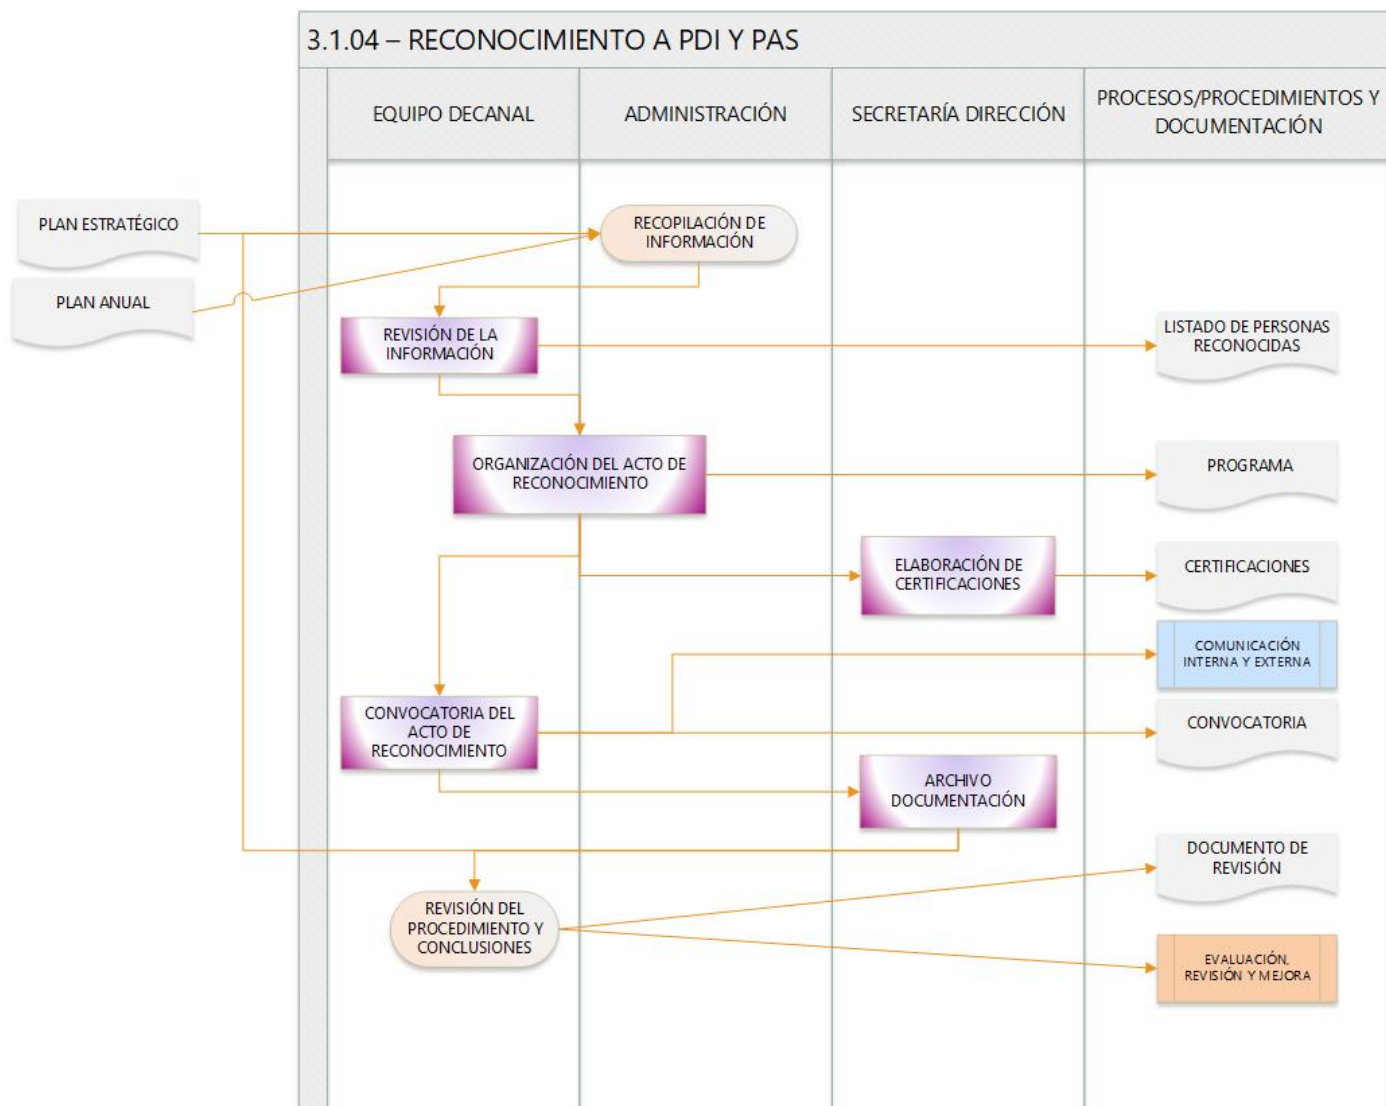 3.1.04 – RECONOCIMIENTO A PDI Y PAS
EQUIPO DECANAL
ADMINISTRACIÓN
SECRETARÍA DIRECCIÓN
PROCESOS/PROCEDIMIENTOS Y
DOCUMENTACIÓN
PLAN ESTRATÉGICO
RECOPILACIÓN DE
INFORMACIÓN
PLAN ANUAL
REVISIÓN DE LA
INFORMACIÓN
LISTADO DE PERSONAS
RECONOCIDAS
ORGANIZACIÓN DEL ACTO DE
RECONOCIMIENTO
PROGRAMA
ELABORACIÓN DE
CERTIFICACIONES
CERTIFICACIONES
COMUNICACIÓN
INTERNA Y EXTERNA
CONVOCATORIA DEL
ACTO DE
RECONOCIMIENTO
CONVOCATORIA
ARCHIVO
DOCUMENTACIÓN
DOCUMENTO DE
REVISIÓN
REVISIÓN DEL
PROCEDIMIENTO Y
CONCLUSIONES
EVALUACIÓN,
REVISIÓN Y MEJORA